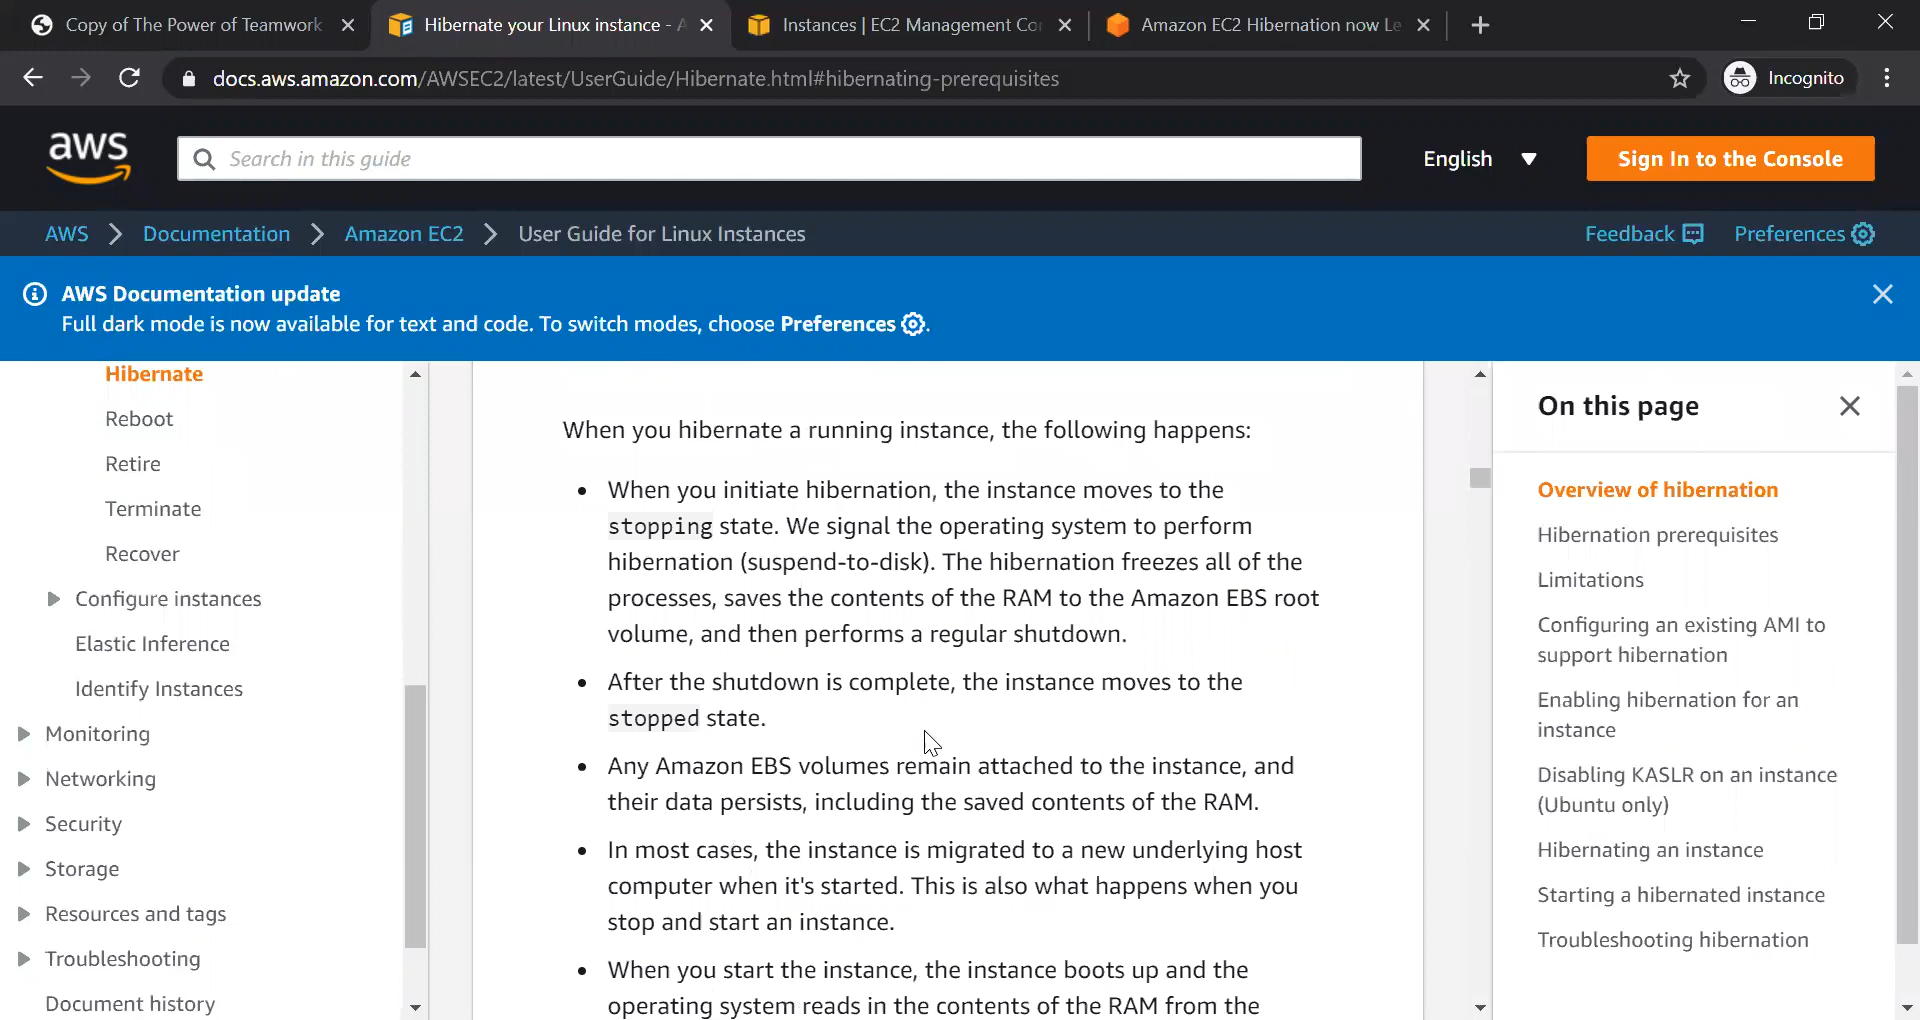 Copy of The Power of Teamwork
Hibernate your Linux instance - A
Instances | EC2 Management Co
Amazon EC2 Hibernation now Le
docs.aws.amazon.com/AWSEC2/latest/UserGuide/Hibernate.html#hibernating-prerequisites
Incognito
aws
Search in this guide
English
Sign In to the Console
AWS
Documentation
Amazon EC2
User Guide for Linux Instances
Feedback
Preferences
AWS Documentation update
Full dark mode is now available for text and code. To switch modes, choose Preferences .
Hibernate
Reboot
Retire
Terminate
Recover
Configure instances
Elastic Inference
Identify Instances
Monitoring
Networking
Security
Storage
Resources and tags
Troubleshooting
Document history
When you hibernate a running instance, the following happens:
• When you initiate hibernation, the instance moves to the
stopping state. We signal the operating system to perform
hibernation (suspend-to-disk). The hibernation freezes all of the
processes, saves the contents of the RAM to the Amazon EBS root
volume, and then performs a regular shutdown.
• After the shutdown is complete, the instance moves to the
stopped state.
• Any Amazon EBS volumes remain attached to the instance, and
their data persists, including the saved contents of the RAM.
• In most cases, the instance is migrated to a new underlying host
computer when it's started. This is also what happens when you
stop and start an instance.
• When you start the instance, the instance boots up and the
operating system reads in the contents of the RAM from the
On this page
Overview of hibernation
Hibernation prerequisites
Limitations
Configuring an existing AMI to
support hibernation
Enabling hibernation for an
instance
Disabling KASLR on an instance
(Ubuntu only)
Hibernating an instance
Starting a hibernated instance
Troubleshooting hibernation